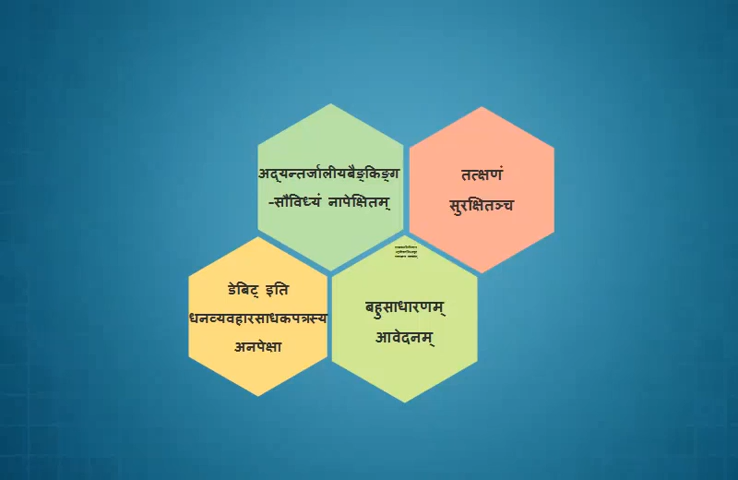 अद्यन्तर्जालीयबैङ्किङ्ग
-सौविध्यं नापेक्षितम्
तत्क्षणं
सुरक्षितञ्च
डेबिट् इति
धनव्यवहारसाधकपत्रस्य
अनपेक्षा
बहुसाधारणम्
आवेदनम्